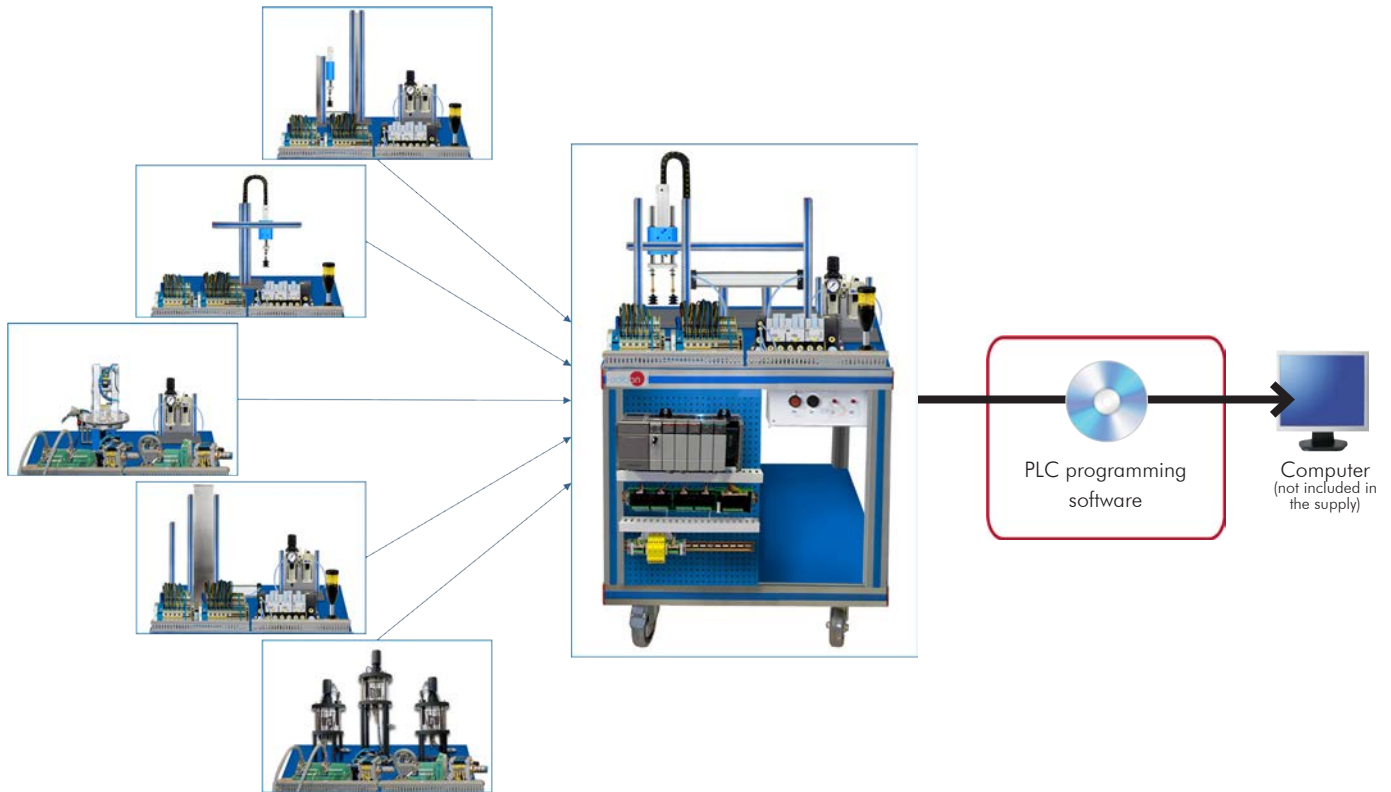 PLC programming
software
Computer
(not included in
the supply)